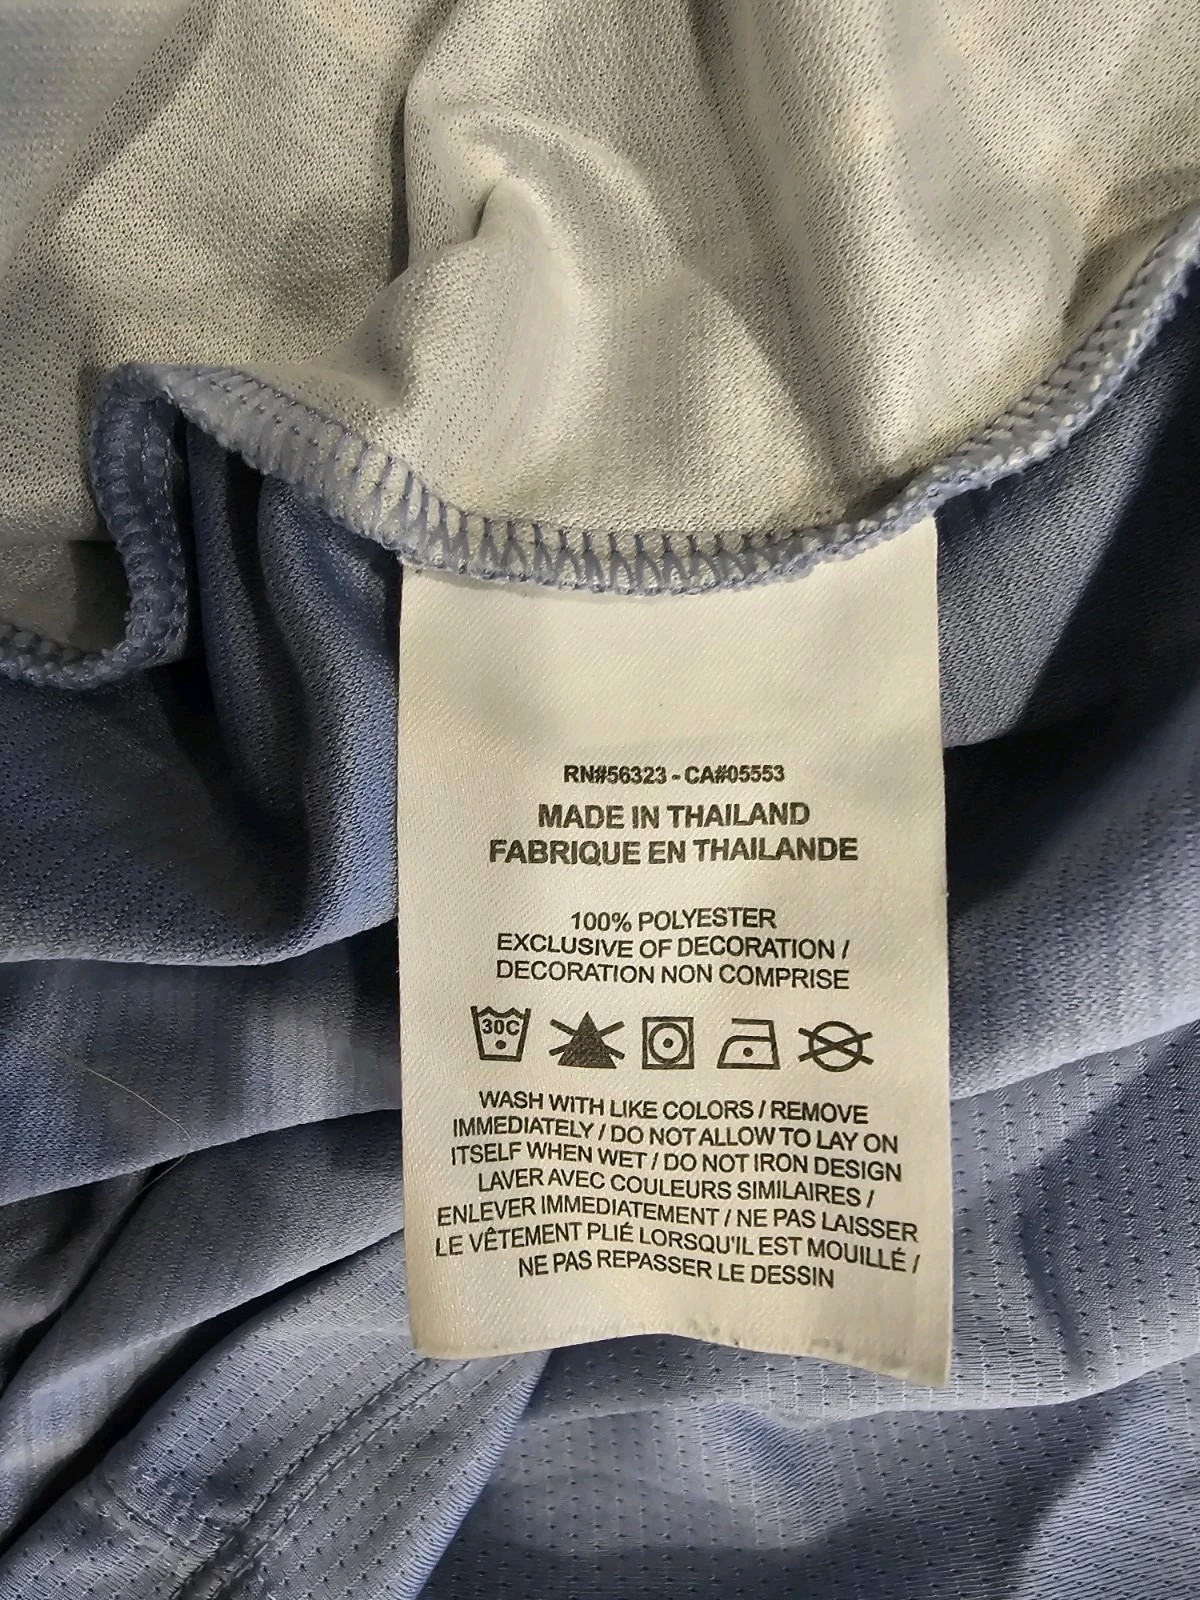 RN#56323 - CA#05553
MADE IN THAILAND
FABRIQUE EN THAILANDE
100% POLYESTER
EXCLUSIVE OF DECORATION /
DECORATION NON COMPRISE
30C
WASH WITH LIKE COLORS / REMOVE
IMMEDIATELY / DO NOT ALLOW TO LAY ON
ITSELF WHEN WET / DO NOT IRON DESIGN
LAVER AVEC COULEURS SIMILAIRES /
ENLEVER IMMEDIATEMENT / NE PAS LAISSER
LE VÊTEMENT PLIÉ LORSQU'IL EST MOUILLÉ /
NE PAS REPASSER LE DESSIN